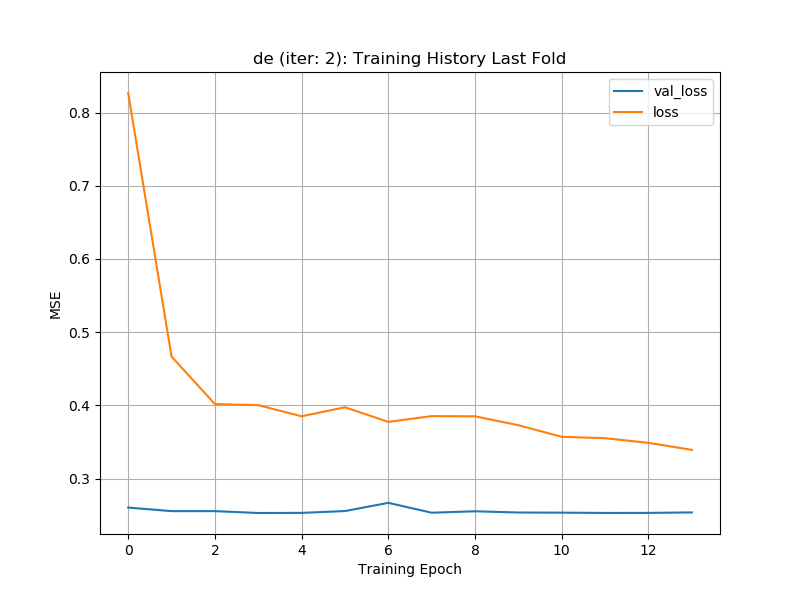 de (iter: 2): Training History Last Fold
val_loss
loss
MSE
0.8
0.7
0.6
0.5
0.4
0.3
0 2 4 6 8 10 12
Training Epoch